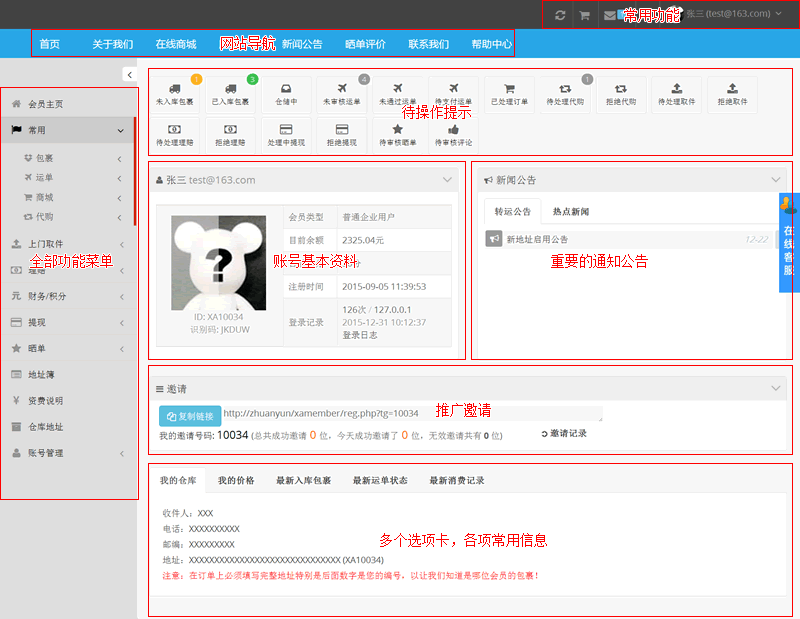 常用功能 张三 (test@163.com)
首页 关于我们 在线商城 网站导航 新闻公告 晒单评价 联系我们 帮助中心
会员主页
常用
包裹
运单
商城
代购
上门取件
理赔
全部功能菜单
财务/积分
提现
晒单
地址簿
资费说明
仓库地址
账号管理
1 3 4 1
未入库包裹 已入库包裹 仓储中 未审核运单 未通过运单 待支付运单 已处理订单 待处理代购 拒绝代购 待处理取件 拒绝取件
待操作提示
待处理理赔 拒绝理赔 处理中提现 拒绝提现 待审核晒单 待审核评论
张三 test@163.com
ID: XA10034
识别码: JKDUW
会员类型 普通企业用户
目前余额 2325.04元
账号基本资料
注册时间 2015-09-05 11:39:53
登录记录 126次 / 127.0.0.1
2015-12-31 10:12:37
登录日志
新闻公告
转运公告 热点新闻
新地址启用公告 12-22
重要的通知公告
在线客服
邀请
复制链接 http://zhuanyun/xamember/reg.php?tg=10034 推广邀请
我的邀请号码: 10034 (总共成功邀请 0 位，今天成功邀请了 0 位，无效邀请共有 0 位) 邀请记录
我的仓库 我的价格 最新入库包裹 最新运单状态 最新消费记录
收件人：XXX
电话：XXXXXXXXXX
邮编：XXXXXXXXX
多个选项卡，各项常用信息
地址：XXXXXXXXXXXXXXXXXXXXXXXXXXXXXX (XA10034)
注意：在订单上必须填写完整地址特别是后面数字是您的编号，以让我们知道是哪位会员的包裹！